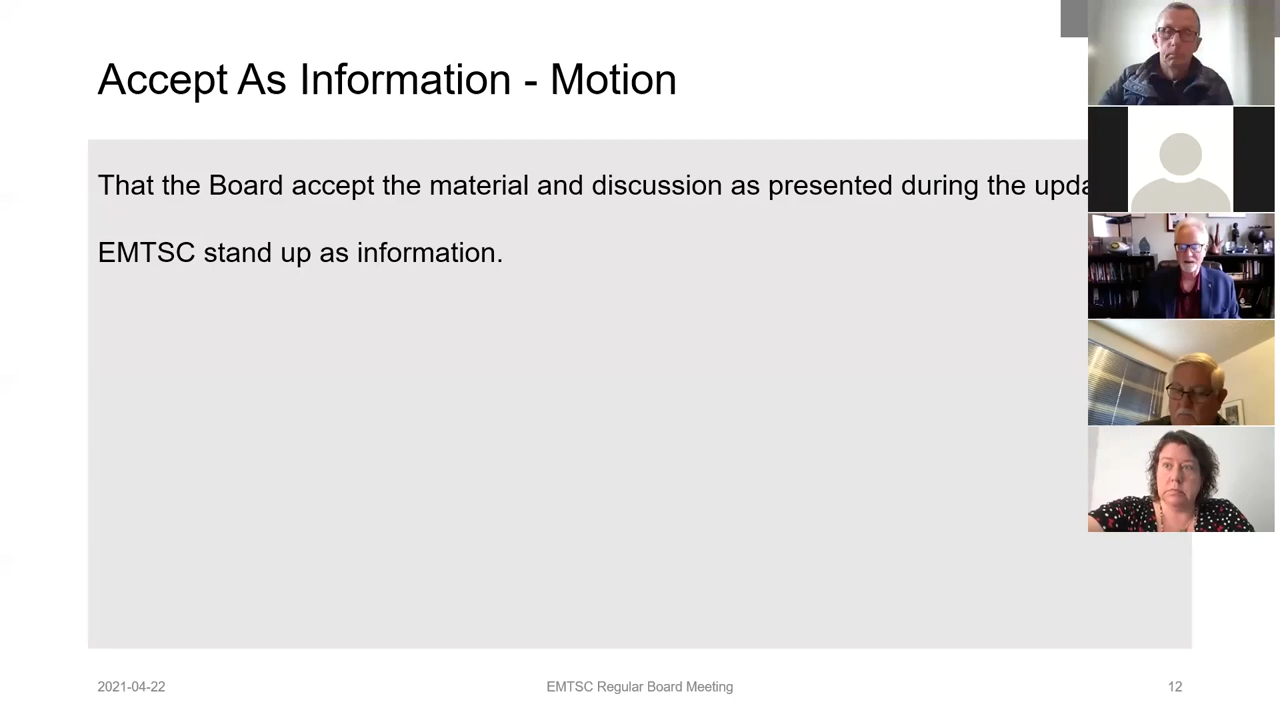 Accept As Information - Motion
That the Board accept the material and discussion as presented during the
EMTSC stand up as information.
2021-04-22
EMTSC Regular Board Meeting
12